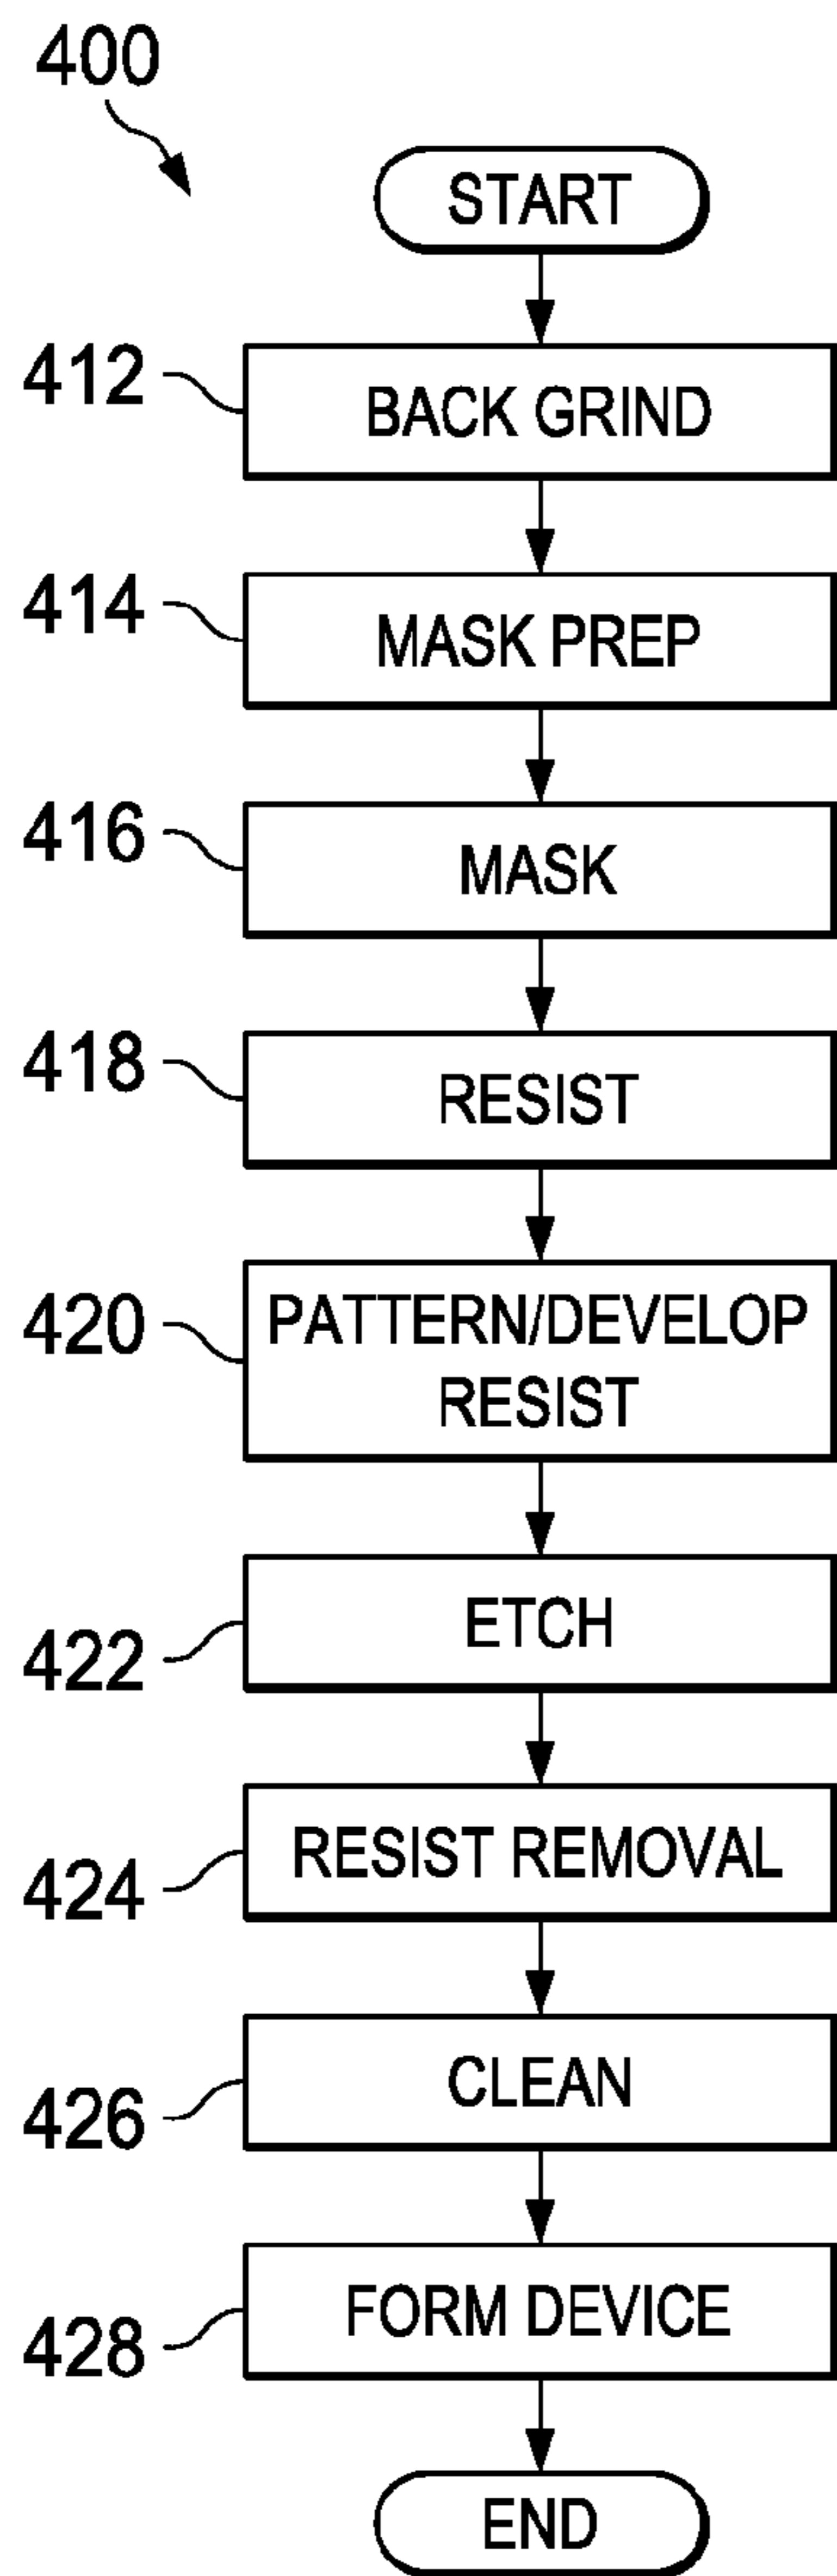 400
START
412
BACK GRIND
414
MASK PREP
416
MASK
418
RESIST
420
PATTERN/DEVELOP
RESIST
422
ETCH
424
RESIST REMOVAL
426
CLEAN
428
FORM DEVICE
END